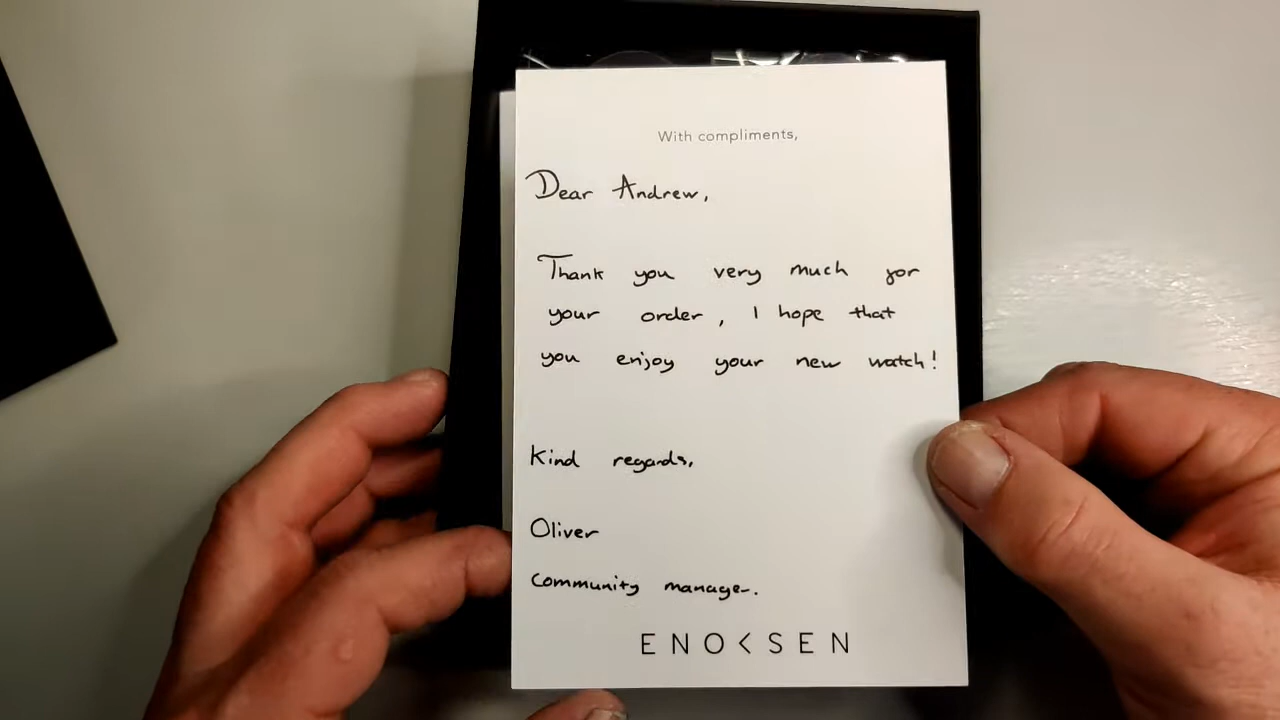 With compliments,
Dear Andrew,
Thank you very much for
your order, I hope that
you enjoy your new watch!
Kind regards,
Oliver
Community manager.
ENOKSEN